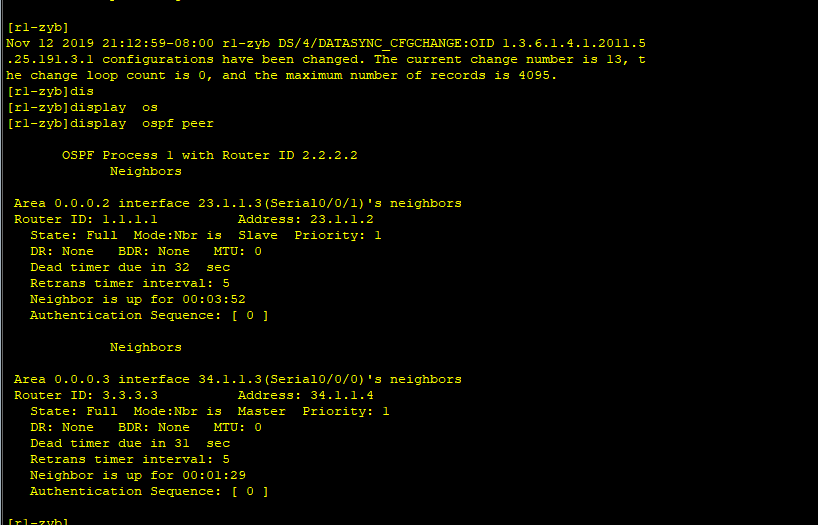 [r1-zyb]
Nov 12 2019 21:12:59-08:00 r1-zyb DS/4/DATASYNC_CFGCHANGE:OID 1.3.6.1.4.1.2011.5
.25.191.3.1 configurations have been changed. The current change number is 13, t
he change loop count is 0, and the maximum number of records is 4095.
[r1-zyb]dis
[r1-zyb]display  os
[r1-zyb]display  ospf peer
OSPF Process 1 with Router ID 2.2.2.2
Neighbors
Area 0.0.0.2 interface 23.1.1.3(Serial0/0/1)'s neighbors
Router ID: 1.1.1.1          Address: 23.1.1.2
State: Full  Mode:Nbr is  Slave  Priority: 1
DR: None   BDR: None   MTU: 0
Dead timer due in 32  sec
Retrans timer interval: 5
Neighbor is up for 00:03:52
Authentication Sequence: [ 0 ]
Neighbors
Area 0.0.0.3 interface 34.1.1.3(Serial0/0/0)'s neighbors
Router ID: 3.3.3.3          Address: 34.1.1.4
State: Full  Mode:Nbr is  Master  Priority: 1
DR: None   BDR: None   MTU: 0
Dead timer due in 31  sec
Retrans timer interval: 5
Neighbor is up for 00:01:29
Authentication Sequence: [ 0 ]
[r1-zyb]